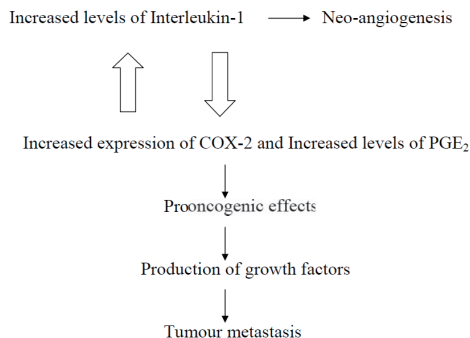 Increased levels of Interleukin-1 Neo-angiogenesis
Increased expression of COX-2 and Increased levels of PGE₂
Prooncogenic effects
Production of growth factors
Tumour metastasis